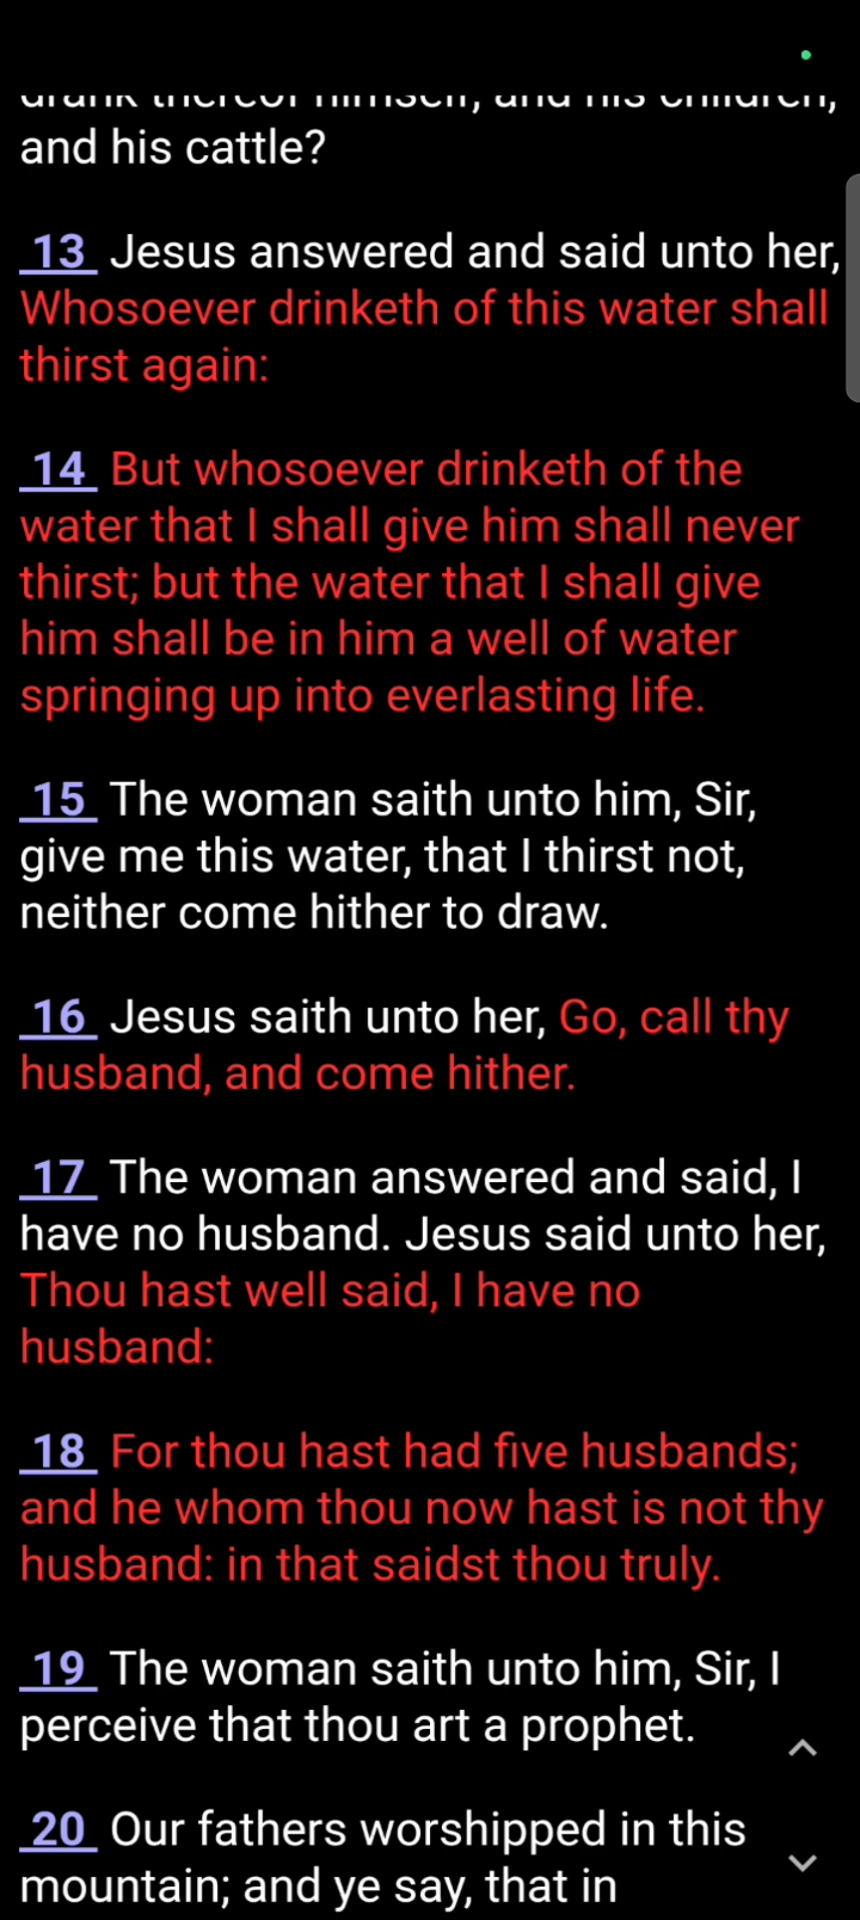 drank thereof himself, and his children,
and his cattle?
13 Jesus answered and said unto her,
Whosoever drinketh of this water shall
thirst again:
14 But whosoever drinketh of the
water that I shall give him shall never
thirst; but the water that I shall give
him shall be in him a well of water
springing up into everlasting life.
15 The woman saith unto him, Sir,
give me this water, that I thirst not,
neither come hither to draw.
16 Jesus saith unto her, Go, call thy
husband, and come hither.
17 The woman answered and said, I
have no husband. Jesus said unto her,
Thou hast well said, I have no
husband:
18 For thou hast had five husbands;
and he whom thou now hast is not thy
husband: in that saidst thou truly.
19 The woman saith unto him, Sir, I
perceive that thou art a prophet.
20 Our fathers worshipped in this
mountain; and ye say, that in